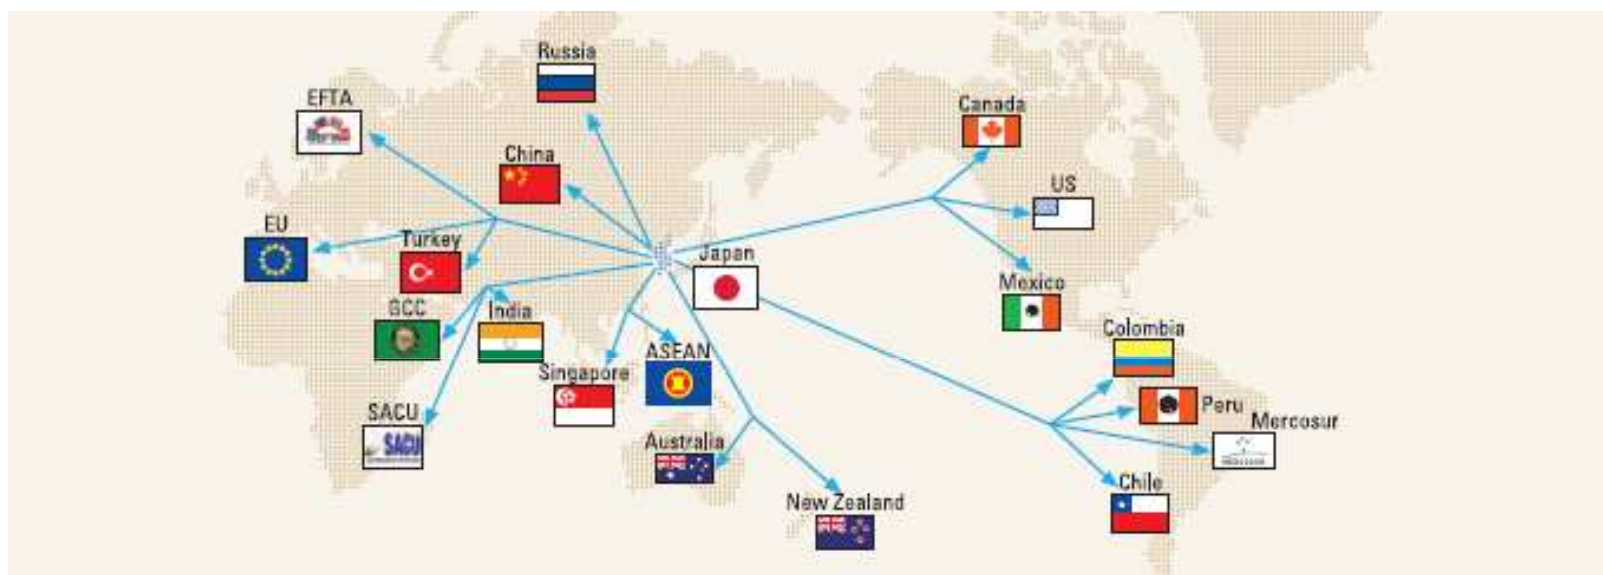 Russia
EFTA
Canada
China
US
EU
Turkey
Japan
Mexico
GCC
India
Colombia
ASEAN
Singapore
Peru
SACU
Mercosur
SACU
Australia
Chile
New Zealand